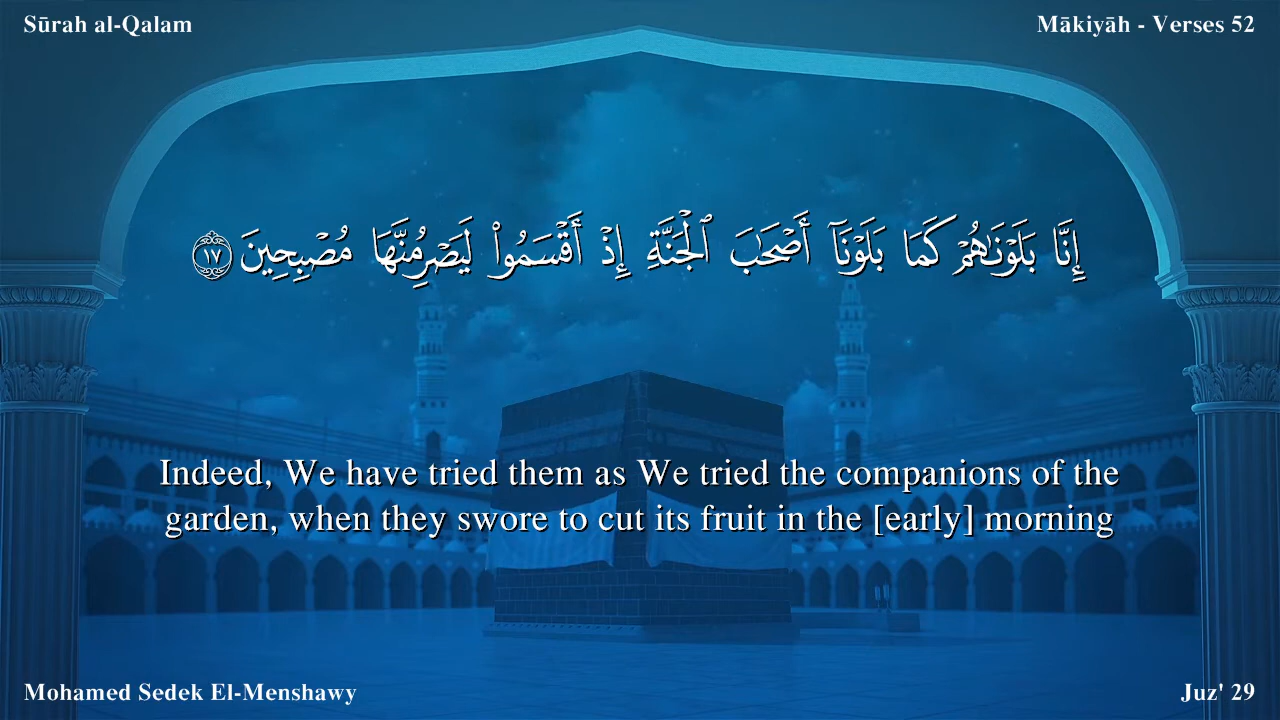 Sūrah al-Qalam
Mākiyāh - Verses 52
إِنَّا بَلَوْنَٰهُمْ كَمَا بَلَوْنَآ أَصْحَٰبَ ٱلْجَنَّةِ إِذْ أَقْسَمُوا۟ لَيَصْرِمُنَّهَا مُصْبِحِينَ ١٧
Indeed, We have tried them as We tried the companions of the
garden, when they swore to cut its fruit in the [early] morning
Mohamed Sedek El-Menshawy
Juz' 29